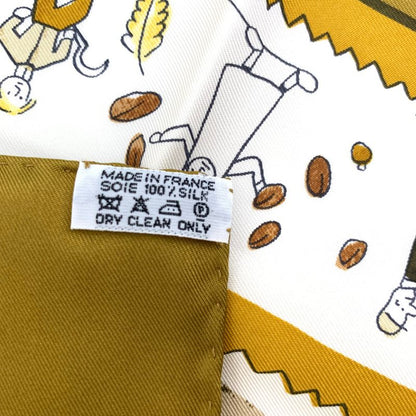 MADE IN FRANCE
SOIE 100% SILK
P
DRY CLEAN ONLY